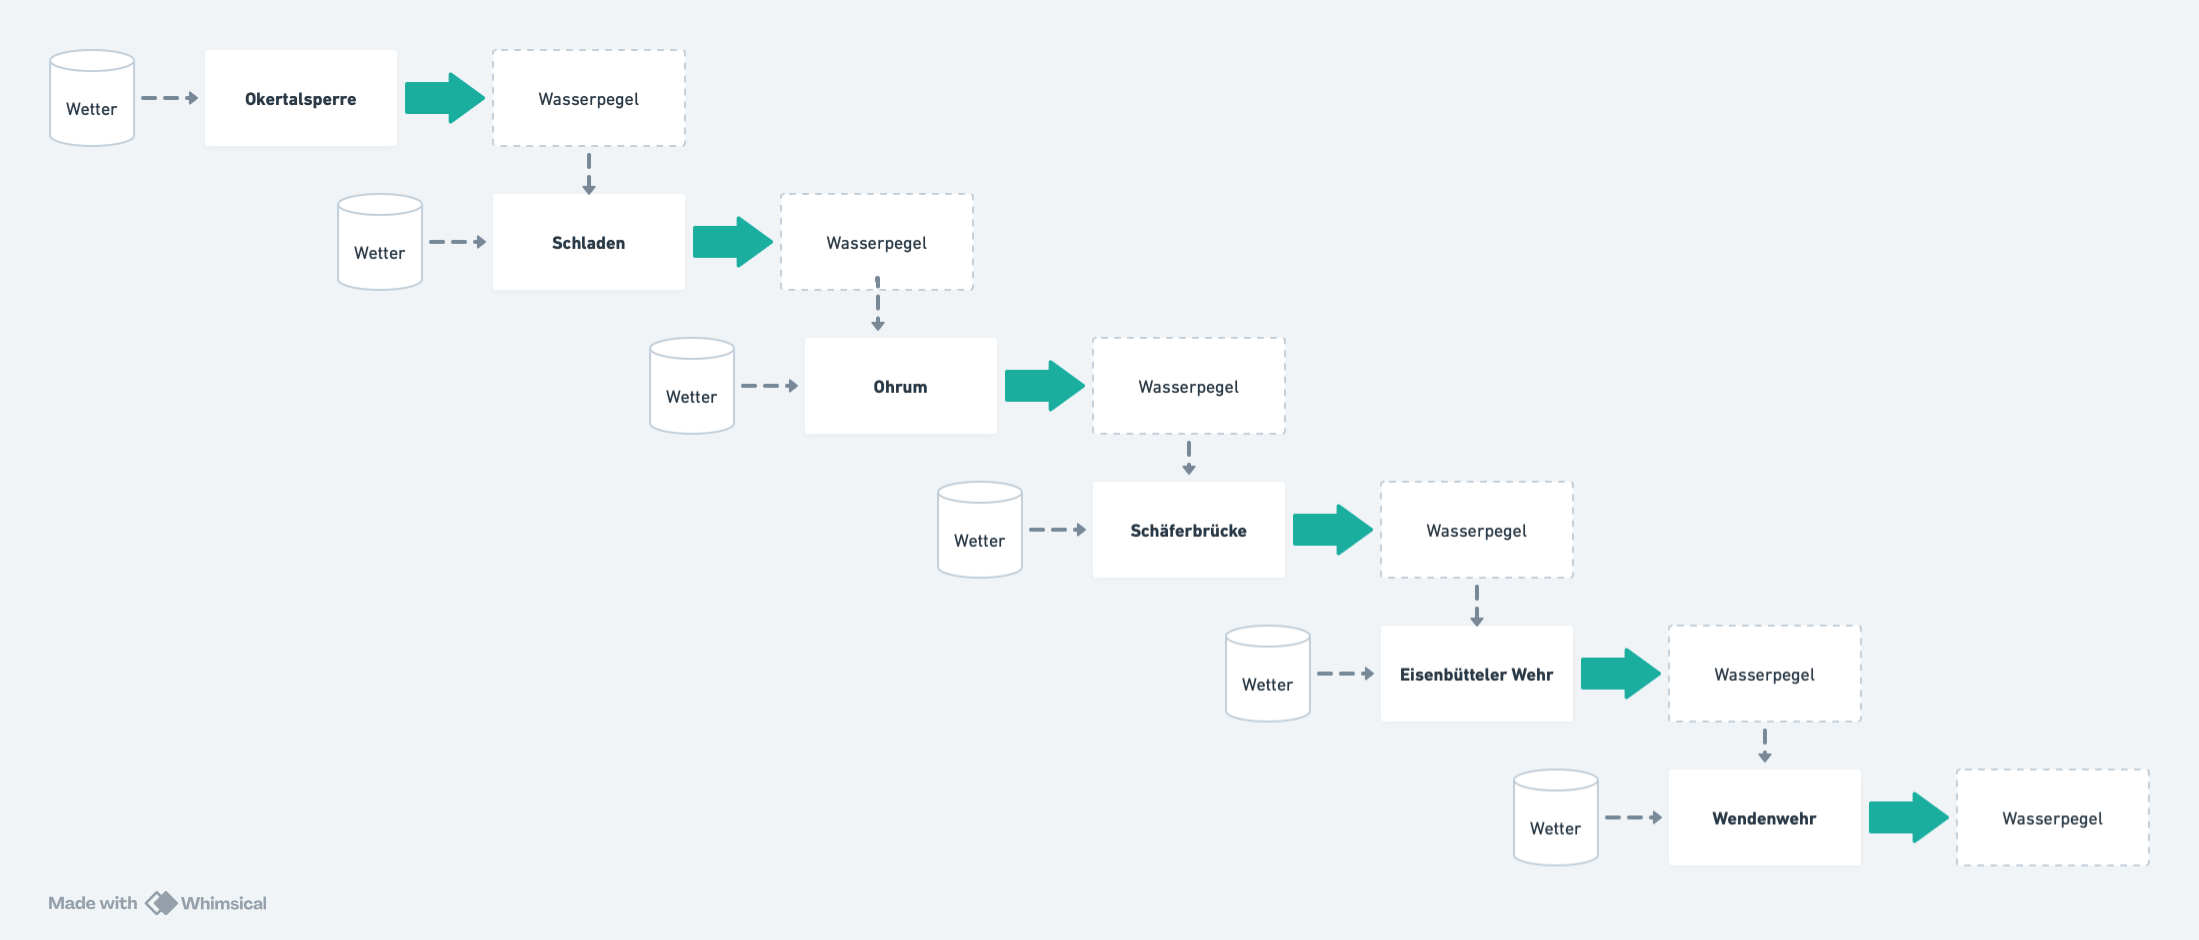 Wetter
Okertalsperre
Wasserpegel
Wetter
Schladen
Wasserpegel
Wetter
Ohrum
Wasserpegel
Wetter
Schäferbrücke
Wasserpegel
Wetter
Eisenbütteler Wehr
Wasserpegel
Wetter
Wendenwehr
Wasserpegel
Made with Whimsical